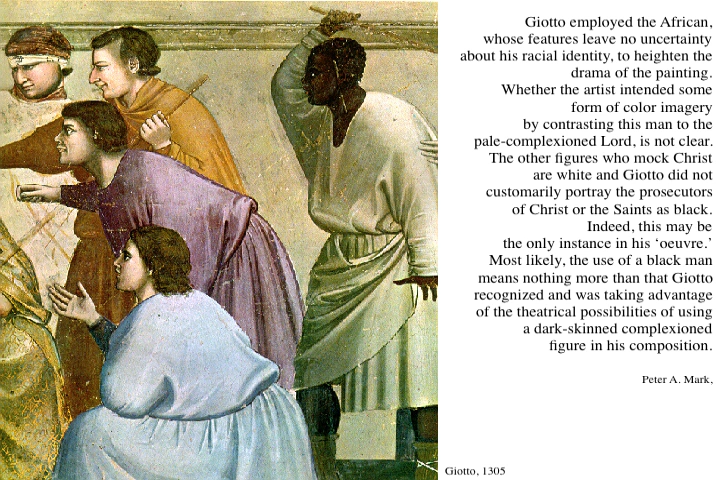 Giotto employed the African,
whose features leave no uncertainty
about his racial identity, to heighten the
drama of the painting.
Whether the artist intended some
form of color imagery
by contrasting this man to the
pale-complexioned Lord, is not clear.
The other figures who mock Christ
are white and Giotto did not
customarily portray the prosecutors
of Christ or the Saints as black.
Indeed, this may be
the only instance in his ‘oeuvre.’
Most likely, the use of a black man
means nothing more than that Giotto
recognized and was taking advantage
of the theatrical possibilities of using
a dark-skinned complexioned
figure in his composition.
Peter A. Mark,
Giotto, 1305